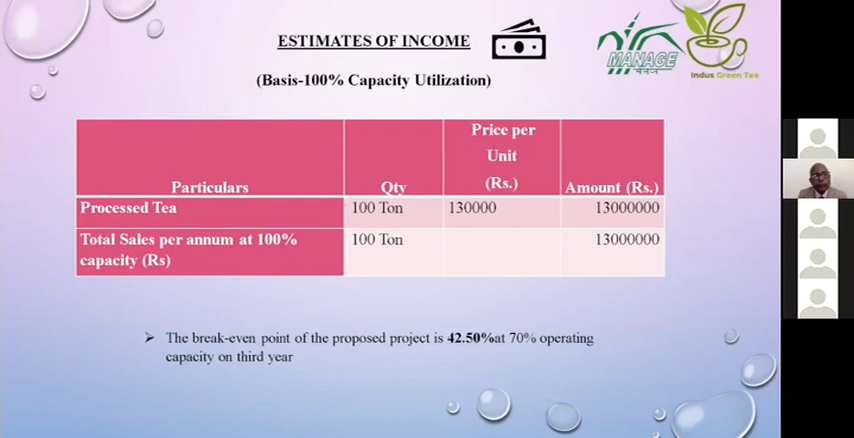 ESTIMATES OF INCOME
(Basis-100% Capacity Utilization)
MANAGE
मैनेज
Indus Green Tea
Particulars Qty Price per Unit (Rs.) Amount (Rs.)
Processed Tea 100 Ton 130000 13000000
Total Sales per annum at 100% 100 Ton 13000000
capacity (Rs)
The break-even point of the proposed project is 42.50%at 70% operating
capacity on third year